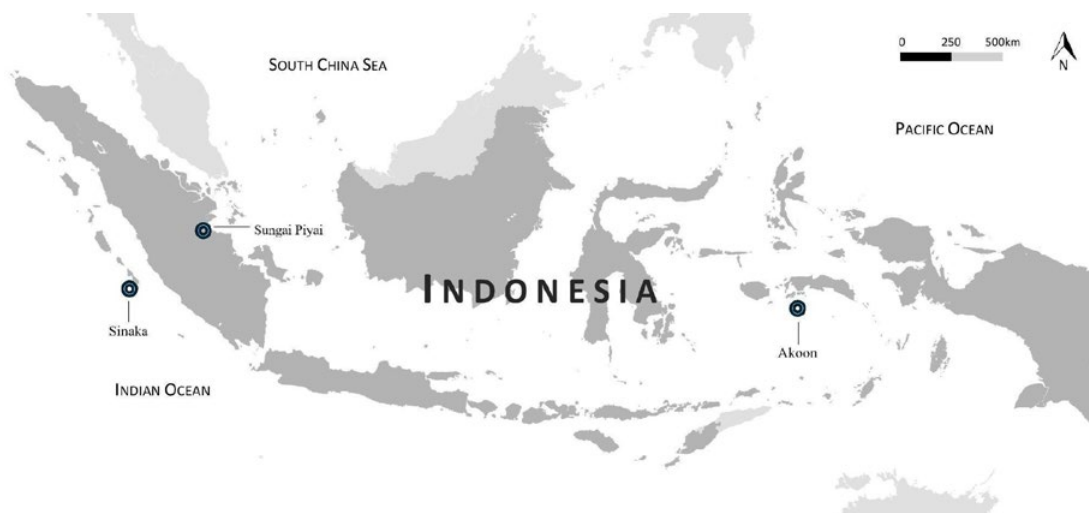 SOUTH CHINA SEA
0 250 500km
N
PACIFIC OCEAN
Sungai Piyai
INDONESIA
Sinaka
Akoon
INDIAN OCEAN